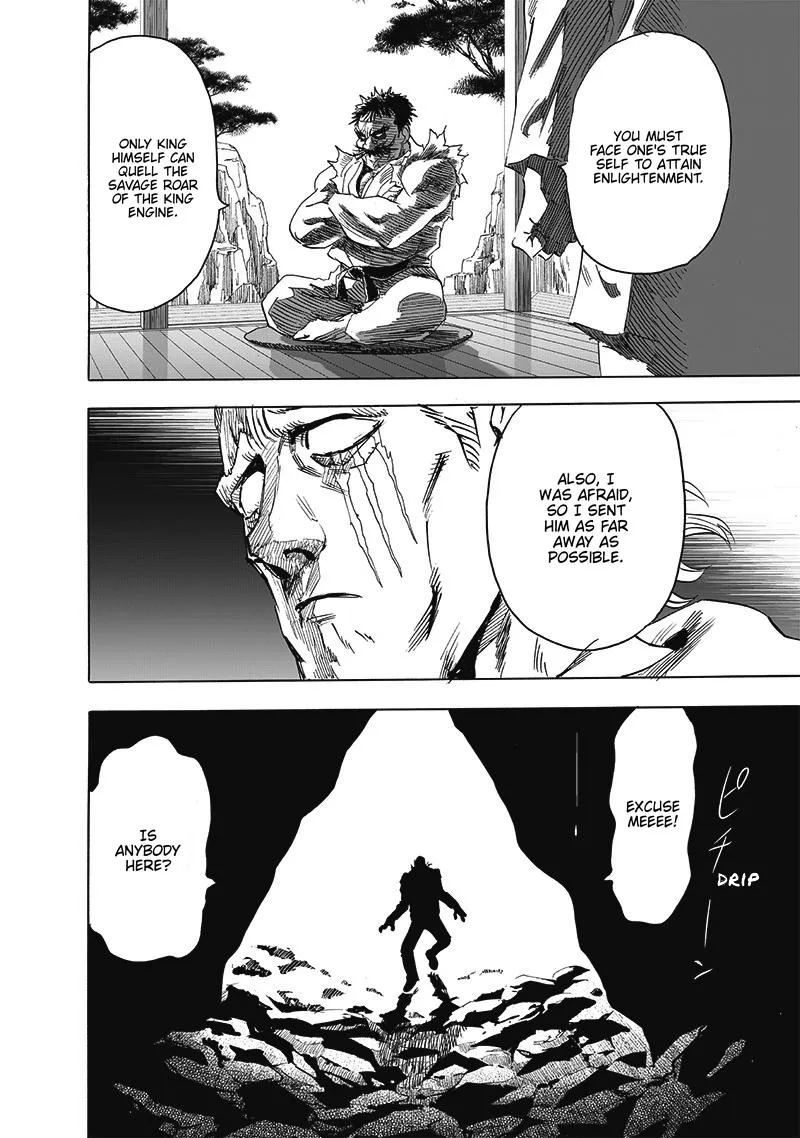 YOU MUST
FACE ONE'S TRUE
SELF TO ATTAIN
ENLIGHTENMENT.
ONLY KING
HIMSELF CAN
QUELL THE
SAVAGE ROAR
OF THE KING
ENGINE.
ALSO, I
WAS AFRAID,
SO I SENT
HIM AS FAR
AWAY AS
POSSIBLE.
ピチーン
DRIP
EXCUSE
MEEEE!
IS
ANYBODY
HERE?